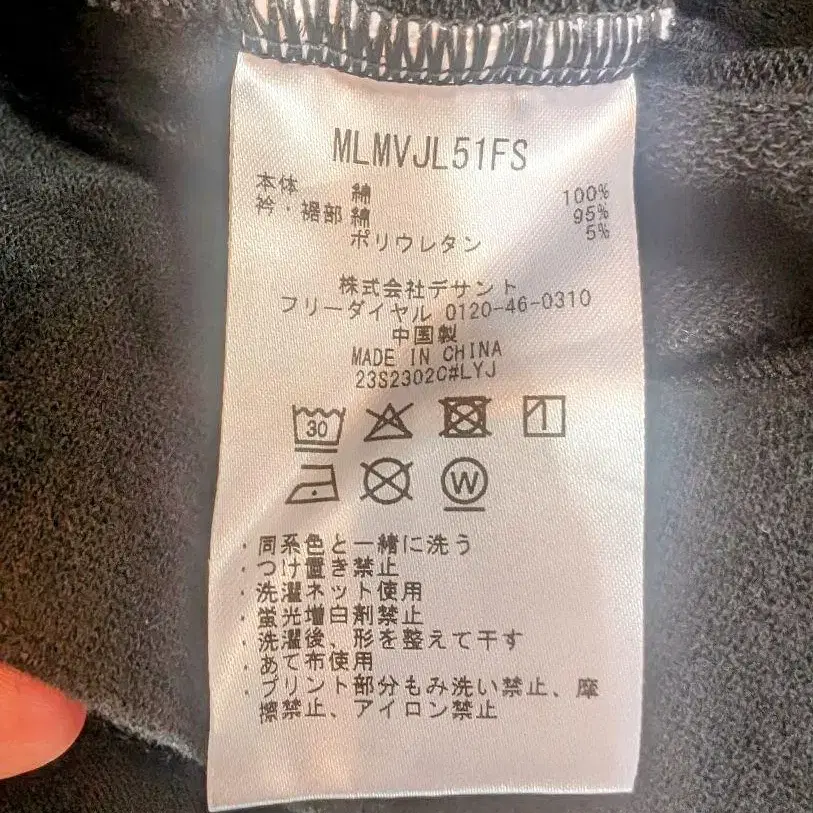 MLMVJL51FS
本体 綿 100%
衿・裾部 綿 95%
ポリウレタン 5%
株式会社デサント
フリーダイヤル 0120-46-0310
中国製
MADE IN CHINA
23S2302C#LYJ
30
W
・同系色と一緒に洗う
・つけ置き禁止
・洗濯ネット使用
・蛍光増白剤禁止
・洗濯後、形を整えて干す
・あて布使用
・プリント部分もみ洗い禁止、摩
擦禁止、アイロン禁止